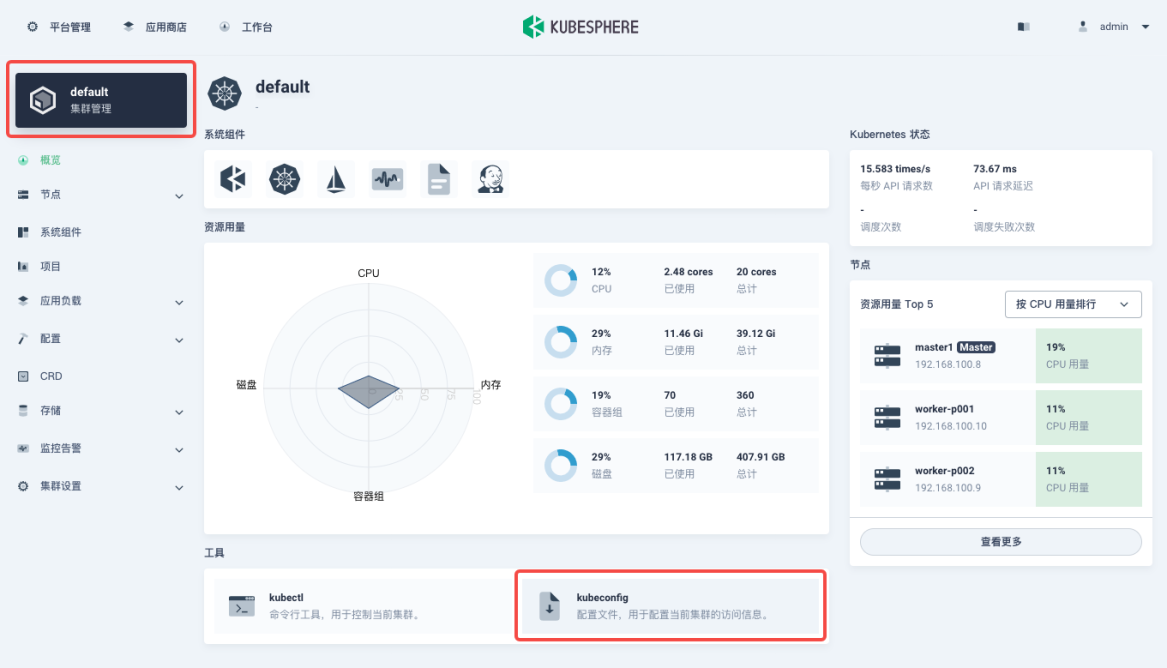 平台管理
应用商店
工作台
KUBESPHERE
admin
default
集群管理
概览
节点
系统组件
项目
应用负载
配置
CRD
存储
监控告警
集群设置
default
-
系统组件
资源用量
CPU
磁盘
内存
容器组
0
25
50
75
100
12%
CPU
2.48 cores
已使用
20 cores
总计
29%
内存
11.46 Gi
已使用
39.12 Gi
总计
19%
容器组
70
已使用
360
总计
29%
磁盘
117.18 GB
已使用
407.91 GB
总计
工具
kubectl
命令行工具，用于控制当前集群。
kubeconfig
配置文件，用于配置当前集群的访问信息。
Kubernetes 状态
15.583 times/s
每秒 API 请求数
73.67 ms
API 请求延迟
-
调度次数
-
调度失败次数
节点
资源用量 Top 5
按 CPU 用量排行
master1 Master
192.168.100.8
19%
CPU 用量
worker-p001
192.168.100.10
11%
CPU 用量
worker-p002
192.168.100.9
11%
CPU 用量
查看更多